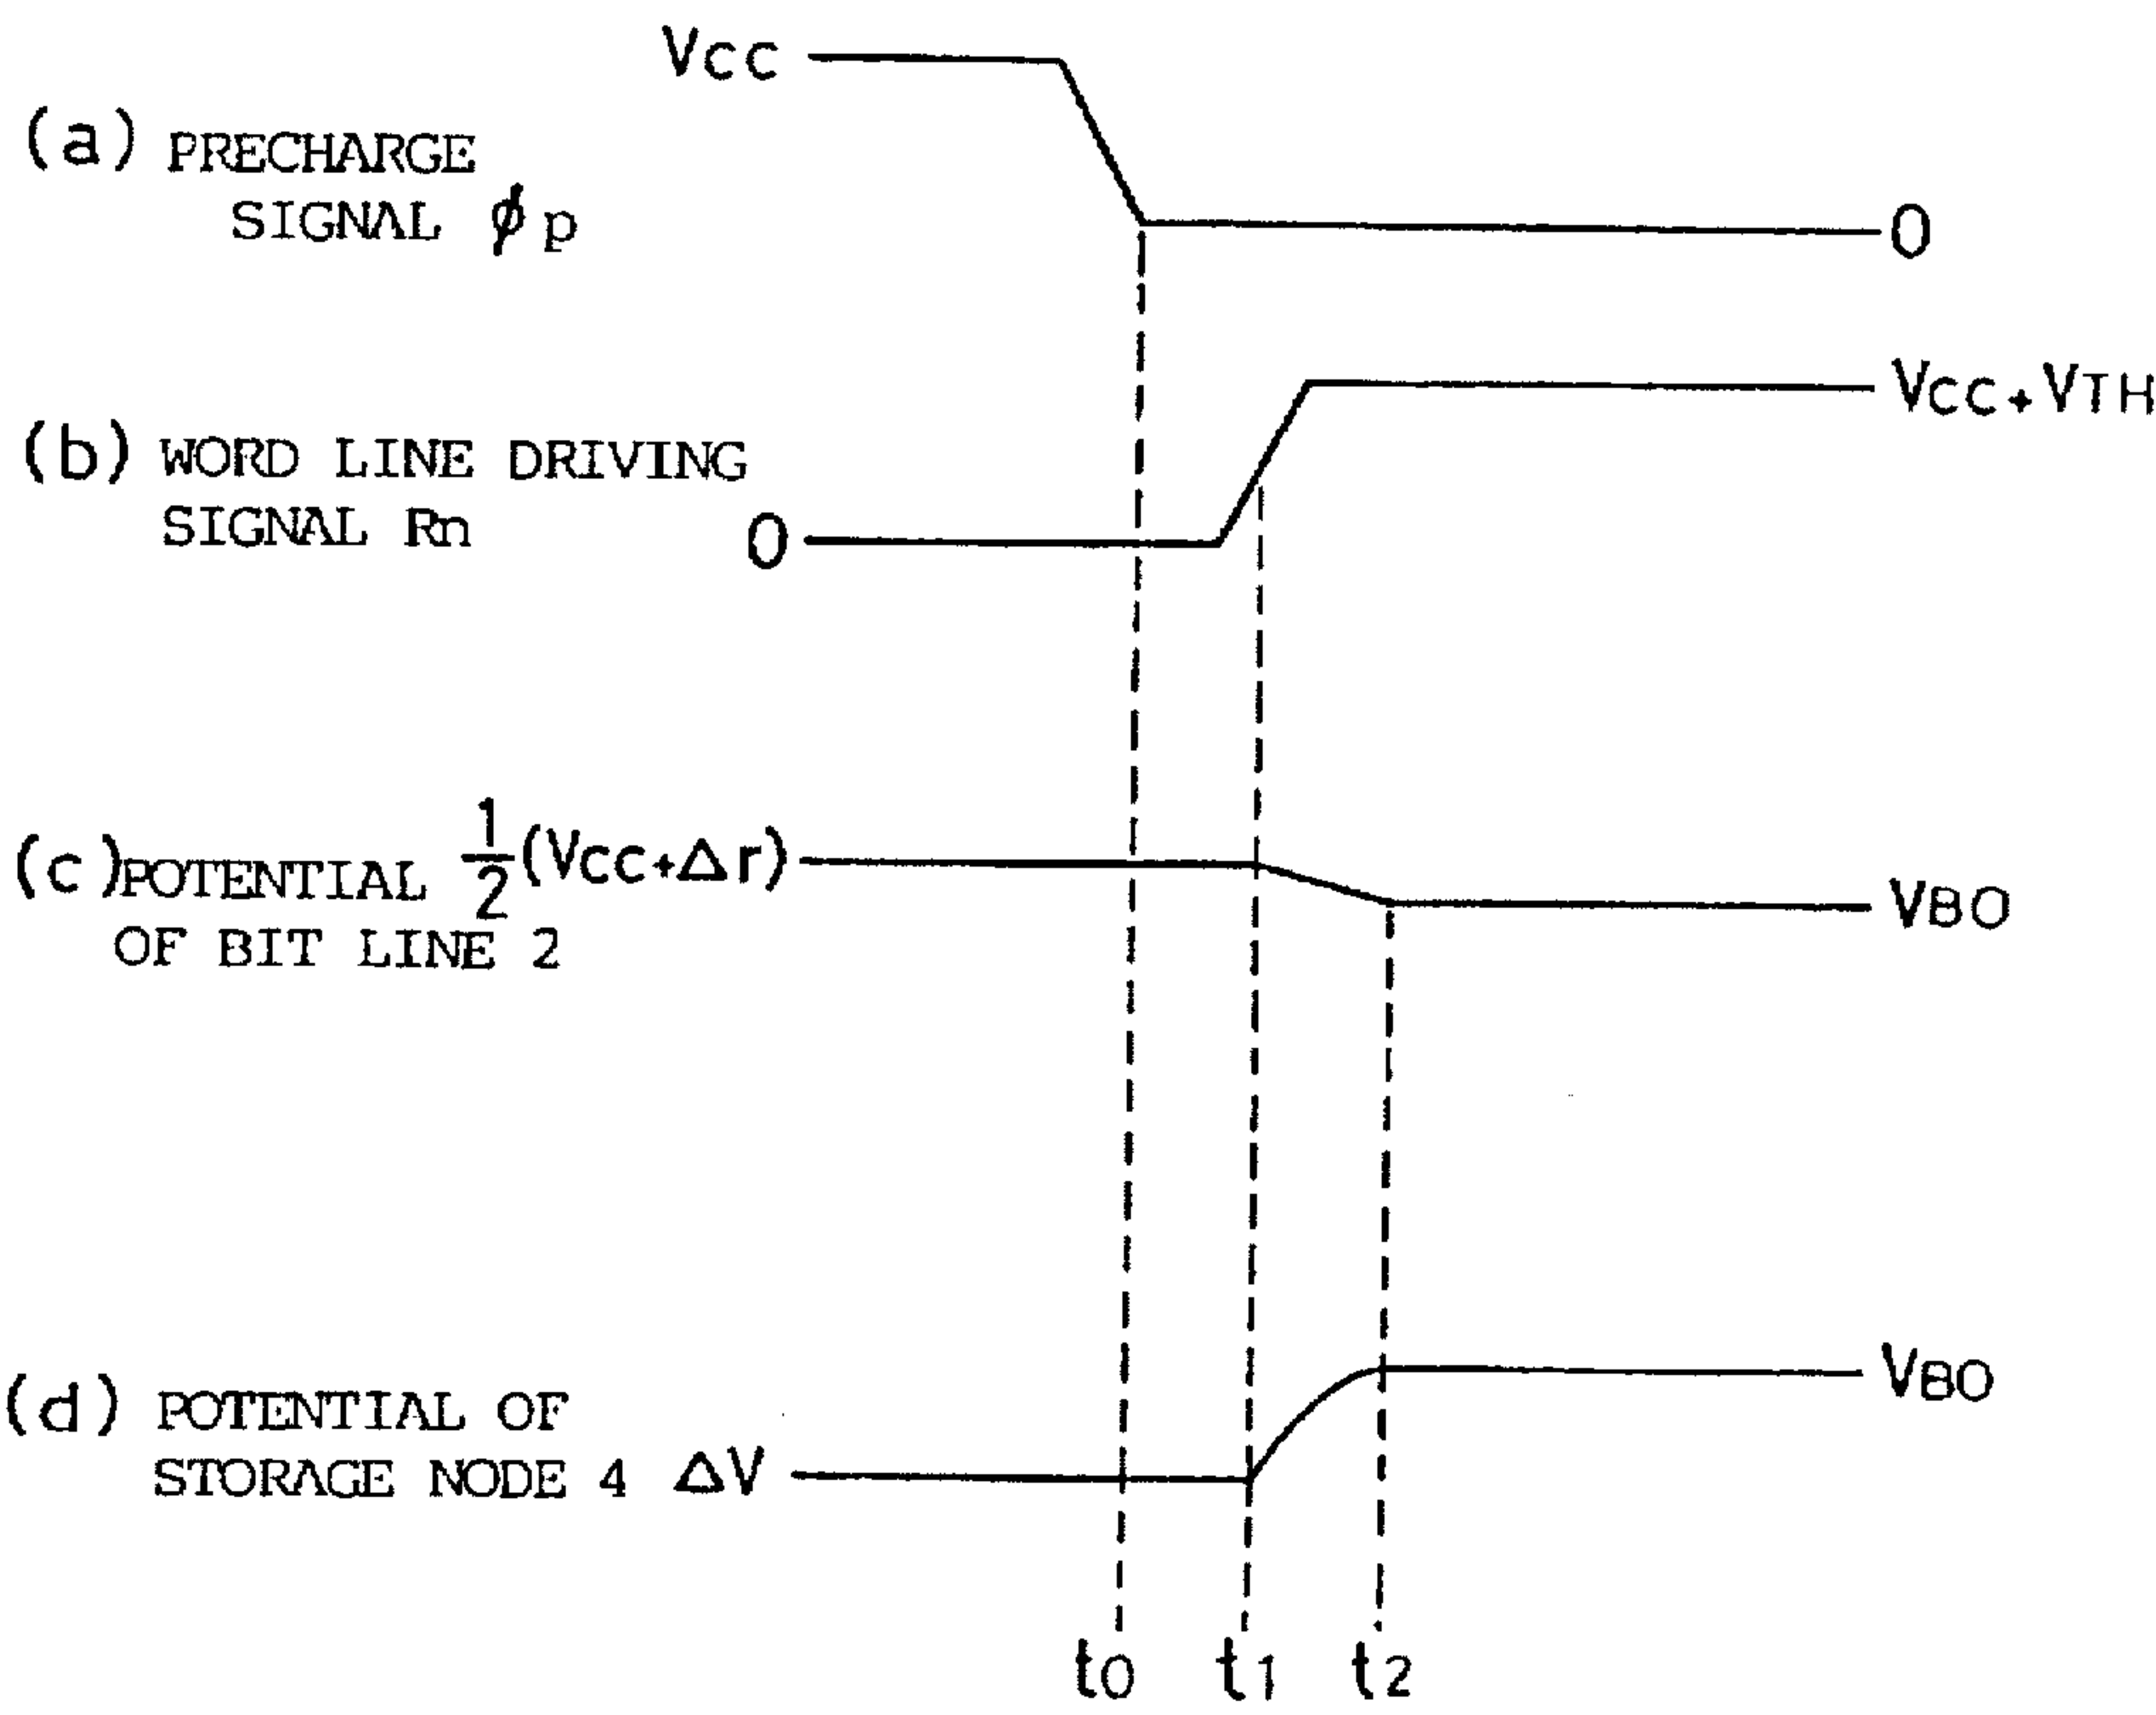 Vcc
(a) PRECHARGE
SIGNAL ϕp
0
Vcc+VTH
(b) WORD LINE DRIVING
SIGNAL Rn
0
(c) POTENTIAL 1/2(Vcc+Δr)
OF BIT LINE 2
VBO
VBO
(d) POTENTIAL OF
STORAGE NODE 4 ΔV
t0 t1 t2